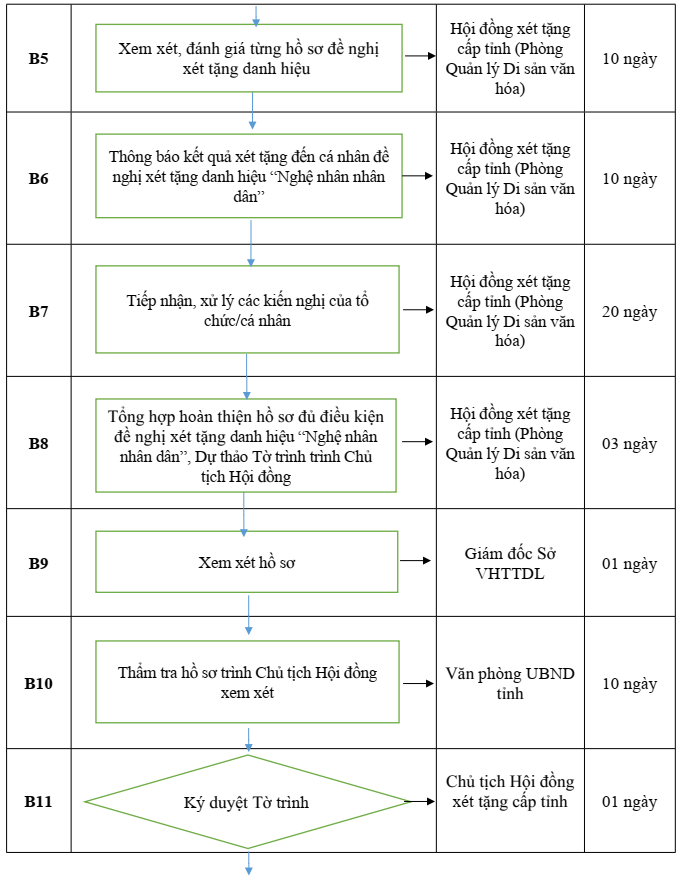 B5
Xem xét, đánh giá từng hồ sơ đề nghị
xét tặng danh hiệu
Hội đồng xét tặng
cấp tỉnh (Phòng
Quản lý Di sản văn
hóa)
10 ngày
B6
Thông báo kết quả xét tặng đến cá nhân đề
nghị xét tặng danh hiệu “Nghệ nhân nhân
dân”
Hội đồng xét tặng
cấp tỉnh (Phòng
Quản lý Di sản văn
hóa)
10 ngày
B7
Tiếp nhận, xử lý các kiến nghị của tổ
chức/cá nhân
Hội đồng xét tặng
cấp tỉnh (Phòng
Quản lý Di sản văn
hóa)
20 ngày
B8
Tổng hợp hoàn thiện hồ sơ đủ điều kiện
đề nghị xét tặng danh hiệu “Nghệ nhân
nhân dân”, Dự thảo Tờ trình trình Chủ
tịch Hội đồng
Hội đồng xét tặng
cấp tỉnh (Phòng
Quản lý Di sản văn
hóa)
03 ngày
B9
Xem xét hồ sơ
Giám đốc Sở
VHTTDL
01 ngày
B10
Thẩm tra hồ sơ trình Chủ tịch Hội đồng
xem xét
Văn phòng UBND
tỉnh
10 ngày
B11
Ký duyệt Tờ trình
Chủ tịch Hội đồng
xét tặng cấp tỉnh
01 ngày